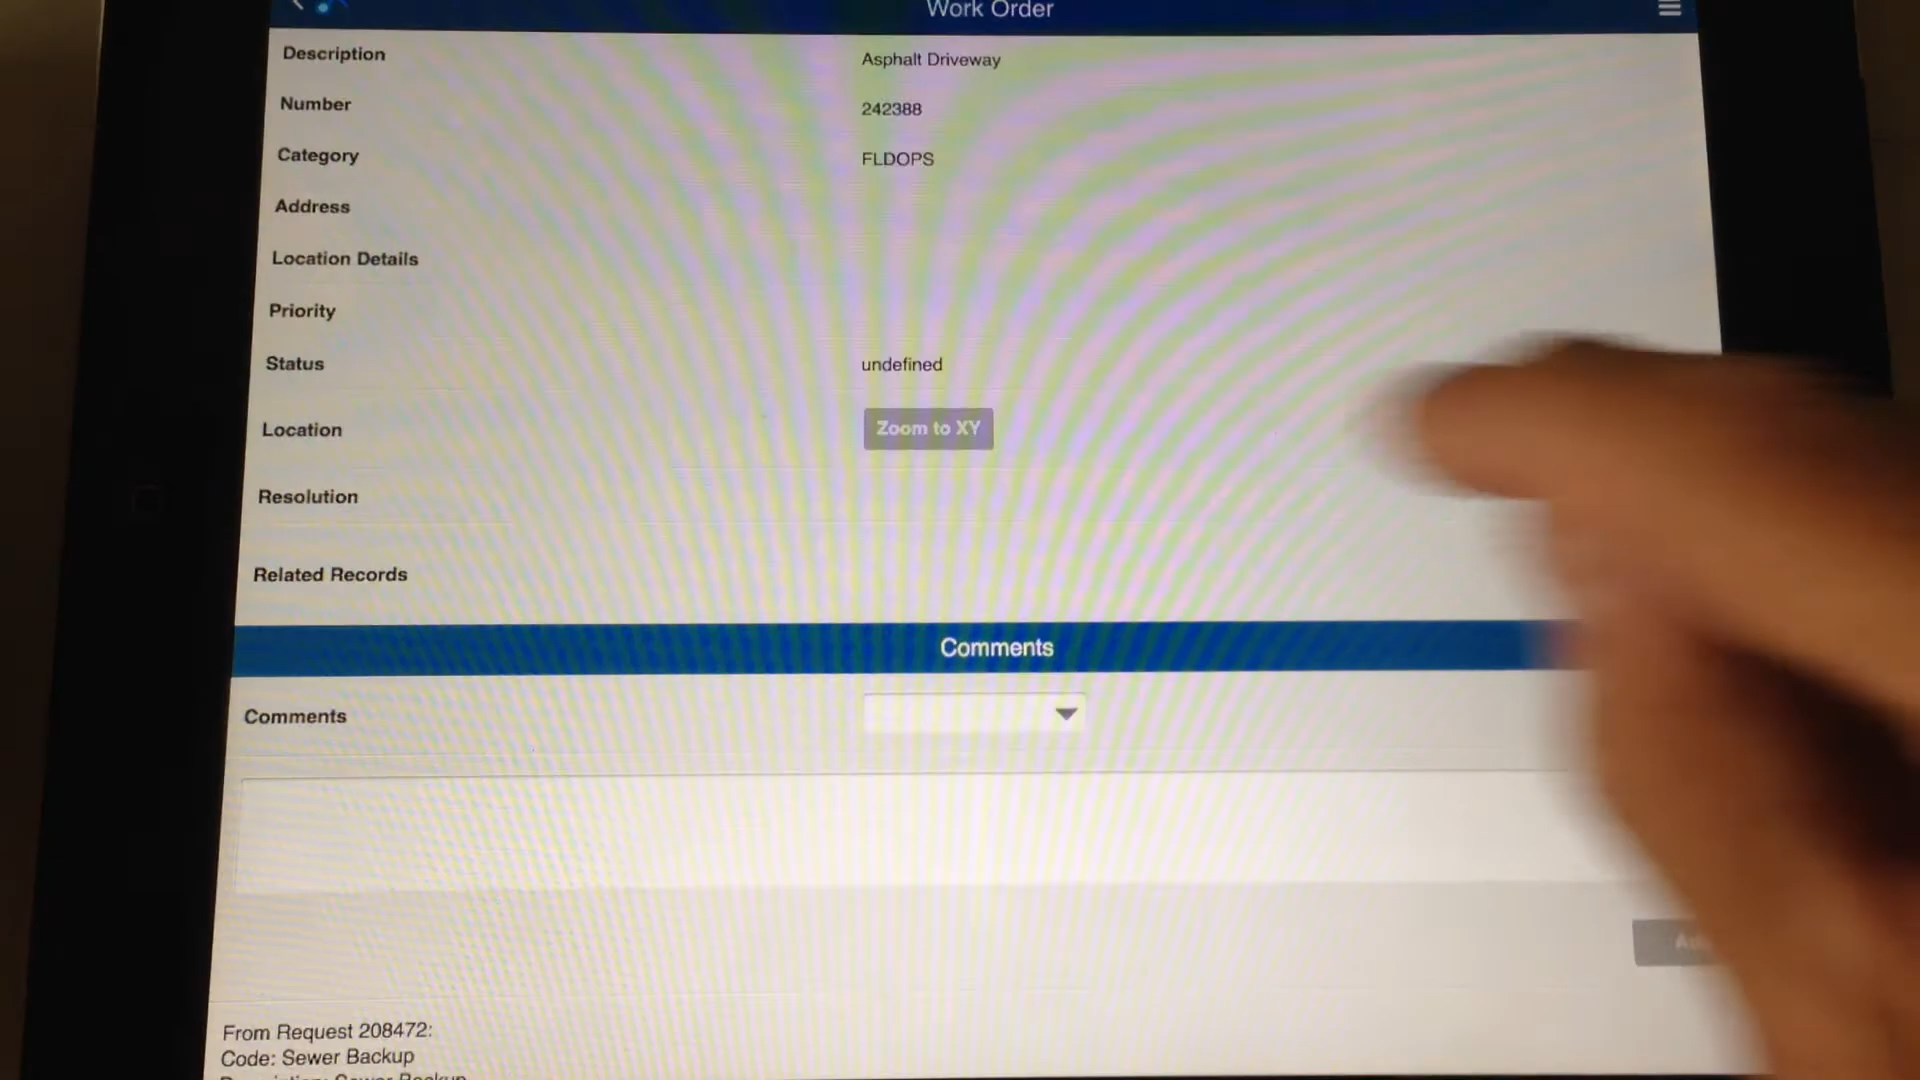 Work Order
Description Asphalt Driveway
Number 242388
Category FLDOPS
Address
Location Details
Priority
Status undefined
Location Zoom to XY
Resolution
Related Records
Comments
Comments
From Request 208472:
Code: Sewer Backup